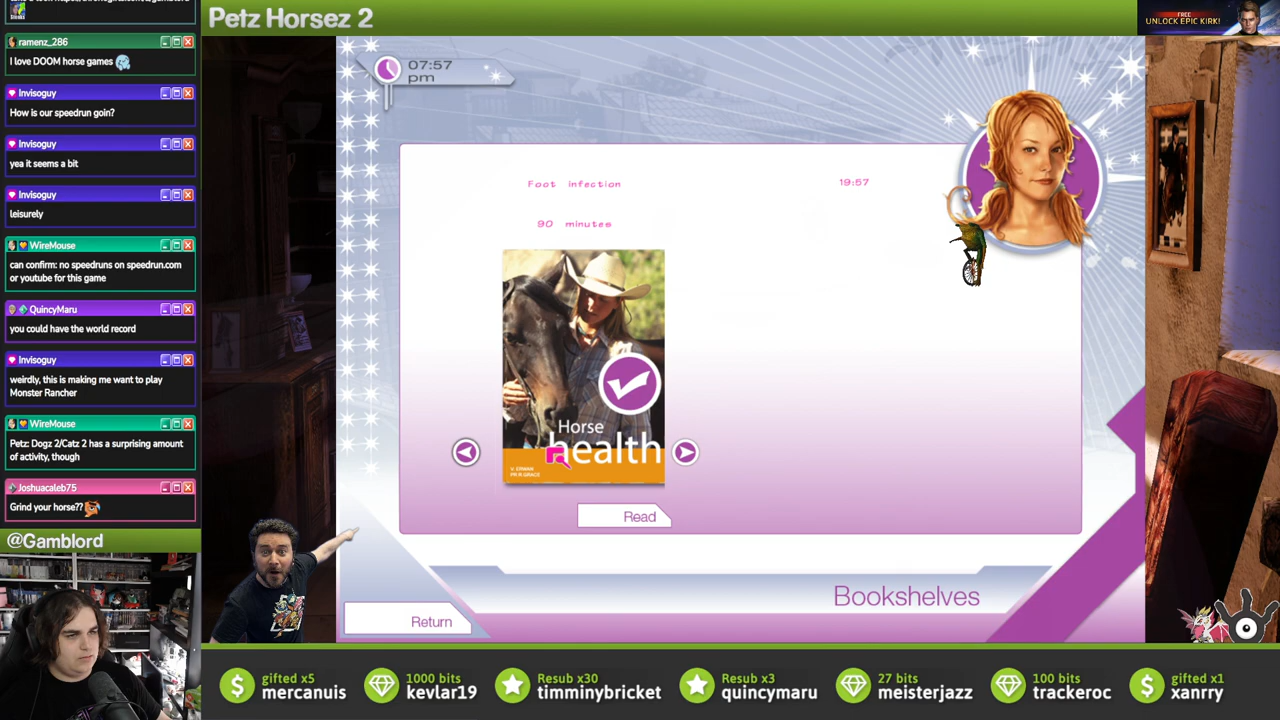 Petz Horsez 2
FREE
UNLOCK EPIC KIRK!
ramenz_286
I love DOOM horse games
Invisoguy
How is our speedrun goin?
Invisoguy
yea it seems a bit
Invisoguy
leisurely
WireMouse
can confirm: no speedruns on speedrun.com
or youtube for this game
QuincyMaru
you could have the world record
Invisoguy
weirdly, this is making me want to play
Monster Rancher
WireMouse
Petz: Dogz 2/Catz 2 has a surprising amount
of activity, though
Joshuacaleb75
Grind your horse??
@Gamblord
07:57
pm
Foot infection
19:57
90 minutes
Horse
health
V. ERMAN
PR R.GRACE
Read
Bookshelves
Return
gifted x5
mercanuis
1000 bits
kevlar19
Resub x30
timminybricket
Resub x3
quincymaru
27 bits
meisterjazz
100 bits
trackeroc
gifted x1
xanrry